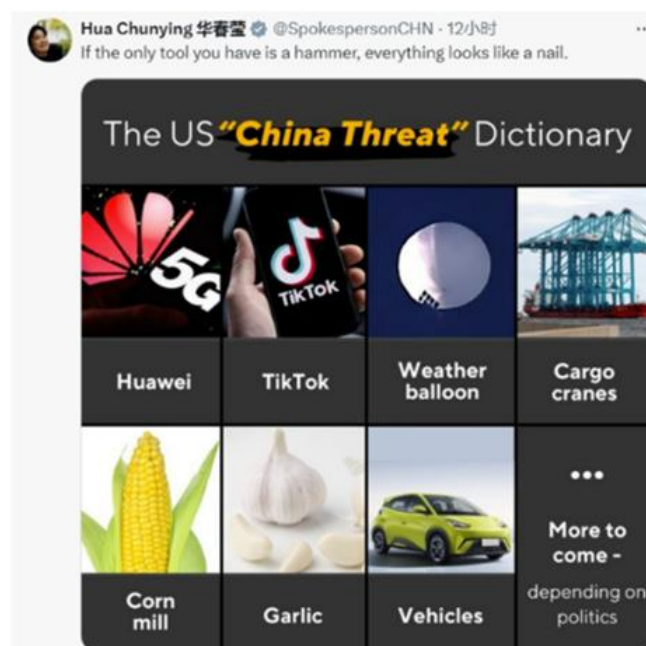 Hua Chunying 华春莹 @SpokespersonCHN · 12小时
If the only tool you have is a hammer, everything looks like a nail.
The US "China Threat" Dictionary
5G
TikTok
Huawei
TikTok
Weather
balloon
Cargo
cranes
...
More to
come -
depending on
politics
Corn
mill
Garlic
Vehicles